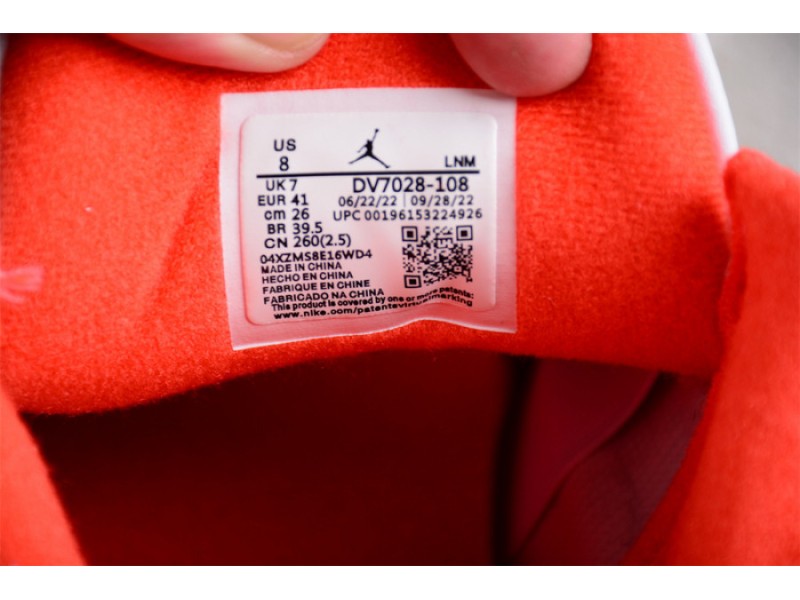 US
8
LNM
UK 7
DV7028-108
EUR 41
06/22/22 | 09/28/22
cm 26
UPC 00196153224926
BR 39.5
CN 260(2.5)
04XZMS8E16WD4
MADE IN CHINA
HECHO EN CHINA
FABRIQUE EN CHINE
FABRICADO NA CHINA
This product is covered by one or more patents:
www.nike.com/patentsvirtualmarking